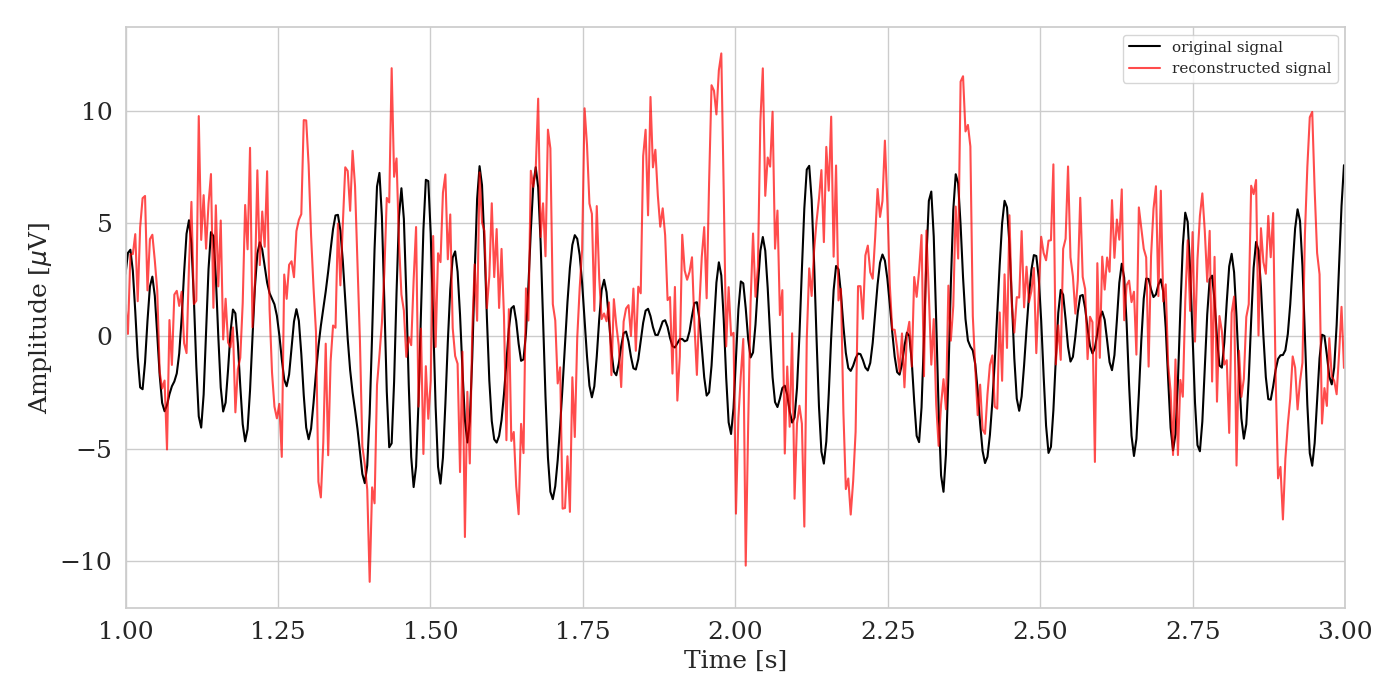 original signal
reconstructed signal
Amplitude [μV]
10
5
0
−5
−10
1.00 1.25 1.50 1.75 2.00 2.25 2.50 2.75 3.00
Time [s]